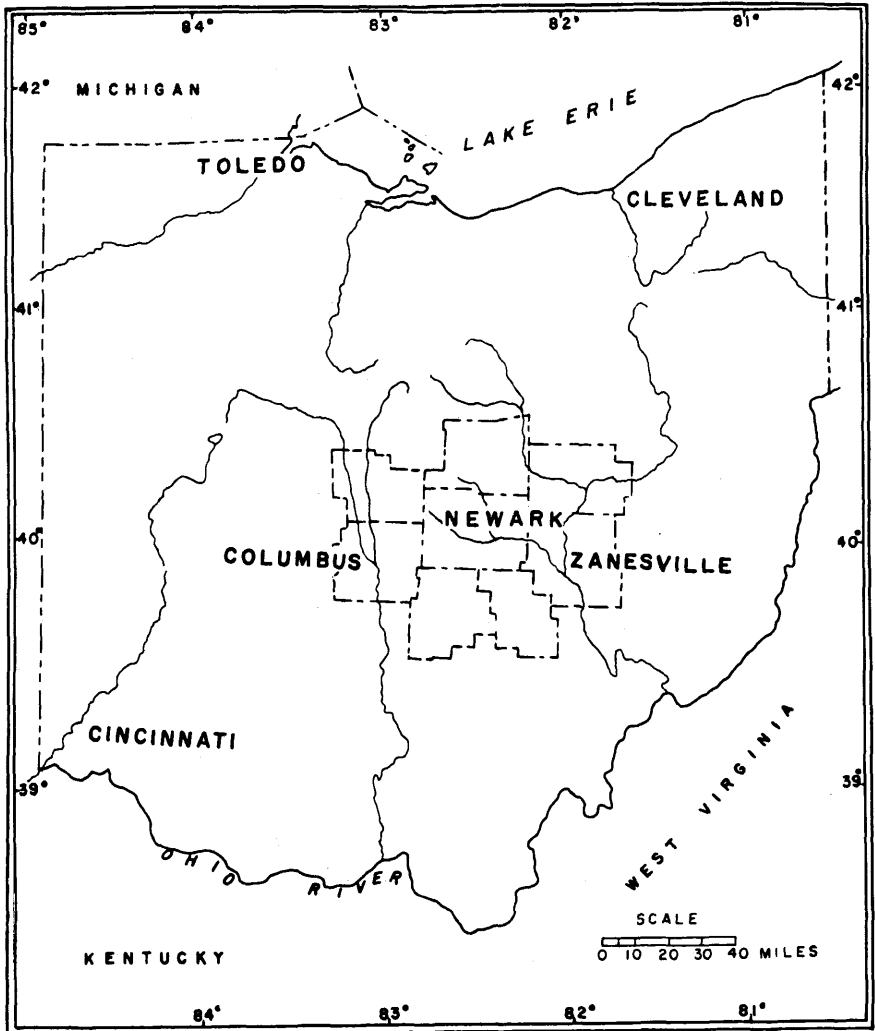 85° 84° 83° 82° 81°
42° MICHIGAN 42°
LAKE ERIE
TOLEDO
CLEVELAND
41° 41°
NEWARK
40° 40°
COLUMBUS ZANESVILLE
CINCINNATI
39° 39°
WEST VIRGINIA
OHIO RIVER
SCALE
0 10 20 30 40 MILES
KENTUCKY
84° 83° 82° 81°